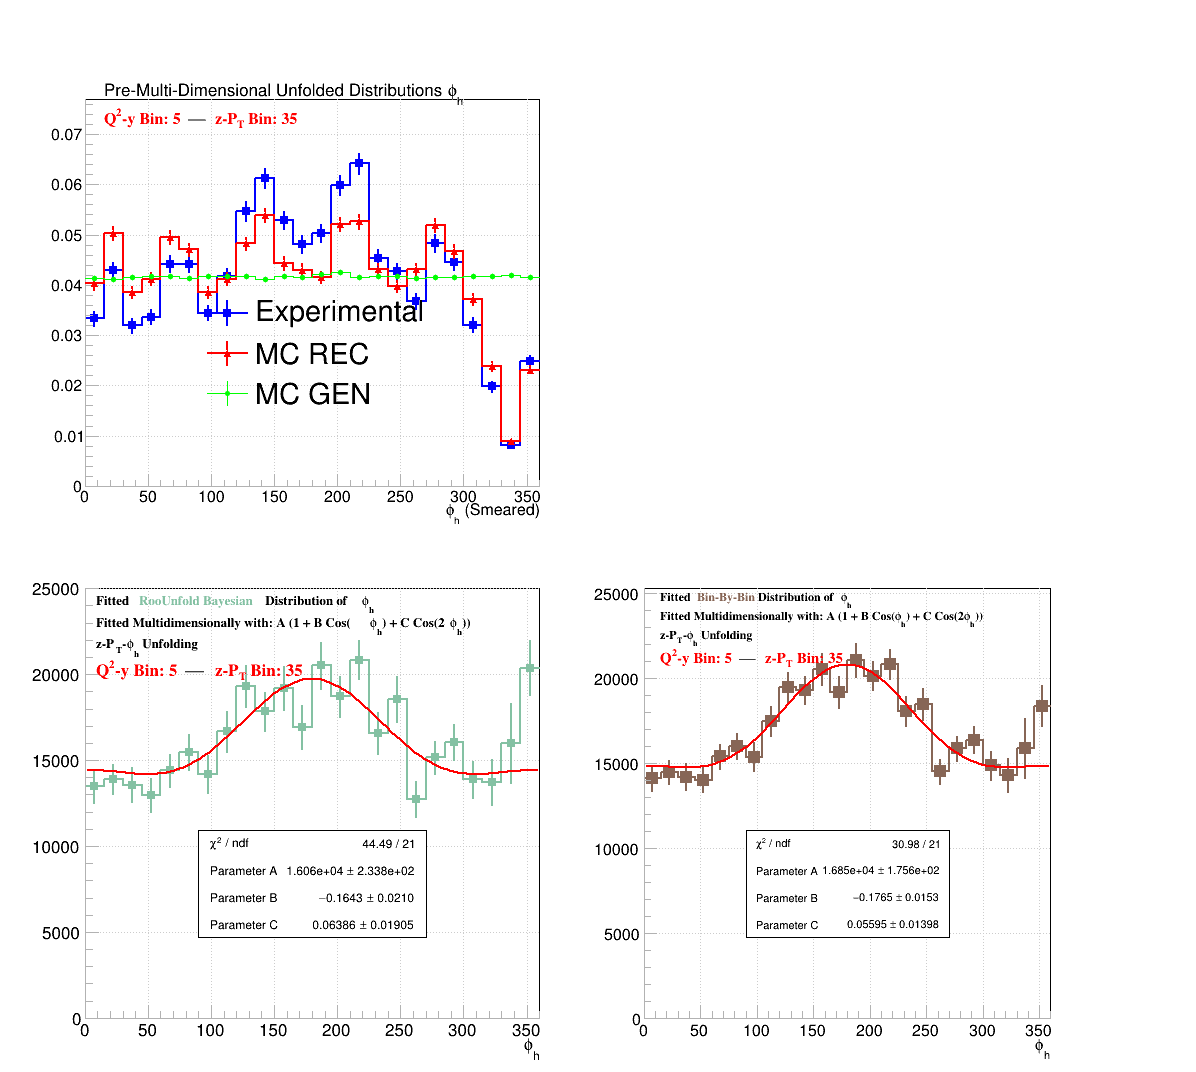 Pre-Multi-Dimensional Unfolded Distributions ϕh
Q²-y Bin: 5 — z-PT Bin: 35
0.07
0.06
0.05
0.04
0.03
0.02
0.01
0
Experimental
MC REC
MC GEN
0 50 100 150 200 250 300 350
ϕh (Smeared)
25000
20000
15000
10000
5000
0
Fitted RooUnfold Bayesian Distribution of ϕh
Fitted Multidimensionally with: A (1 + B Cos( ϕh) + C Cos(2 ϕh))
z-PT-ϕh Unfolding
Q²-y Bin: 5 — z-PT Bin: 35
χ² / ndf 44.49 / 21
Parameter A 1.606e+04 ± 2.338e+02
Parameter B −0.1643 ± 0.0210
Parameter C 0.06386 ± 0.01905
0 50 100 150 200 250 300 350
ϕh
25000
20000
15000
10000
5000
0
Fitted Bin-By-Bin Distribution of ϕh
Fitted Multidimensionally with: A (1 + B Cos(ϕh) + C Cos(2ϕh))
z-PT-ϕh Unfolding
Q²-y Bin: 5 — z-PT Bin: 35
χ² / ndf 30.98 / 21
Parameter A 1.685e+04 ± 1.756e+02
Parameter B −0.1765 ± 0.0153
Parameter C 0.05595 ± 0.01398
0 50 100 150 200 250 300 350
ϕh